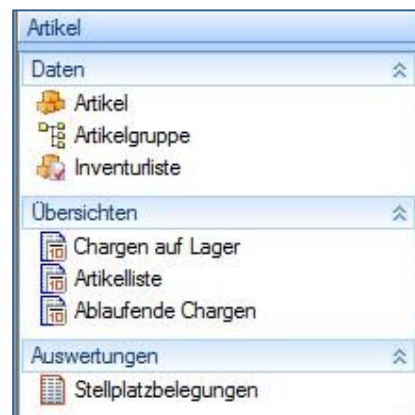 Artikel
Daten
Artikel
Artikelgruppe
Inventurliste
Übersichten
Chargen auf Lager
Artikelliste
Ablaufende Chargen
Auswertungen
Stellplatzbelegungen